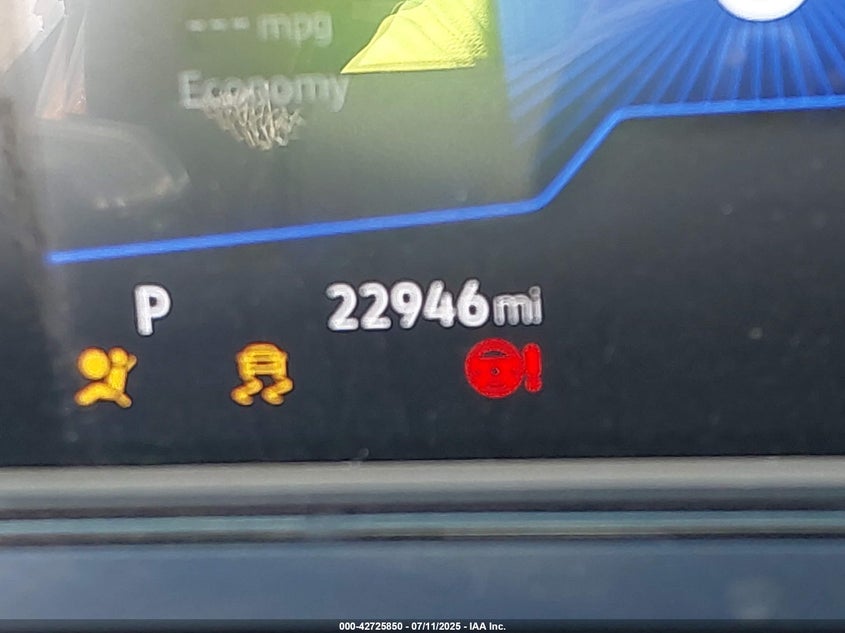 --- mpg
Economy
P 22946mi
000-42725850 - 07/11/2025 - IAA Inc.